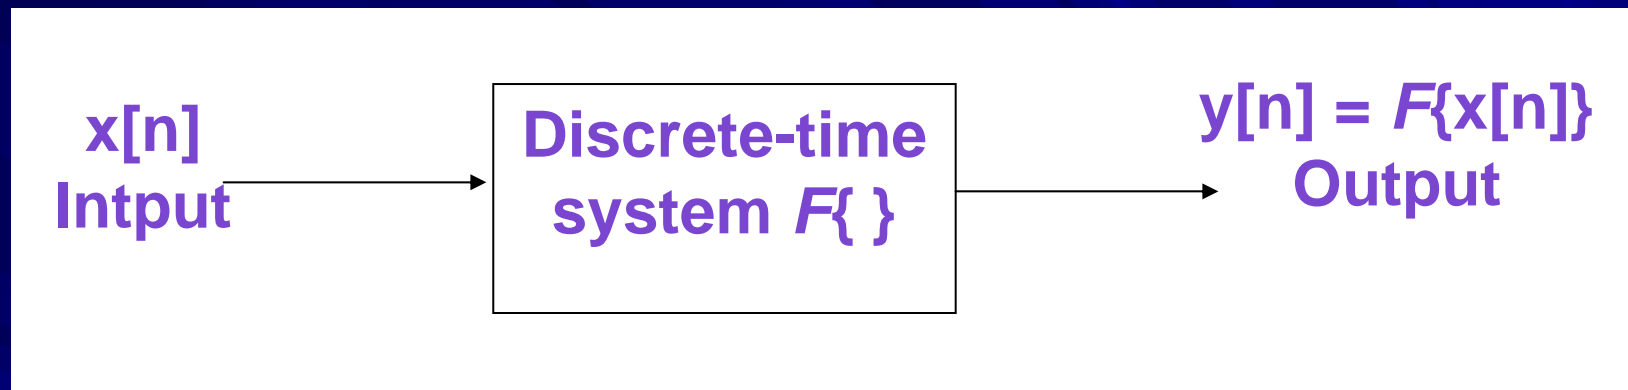 x[n]
Intput
Discrete-time
system F{ }
y[n] = F{x[n]}
Output